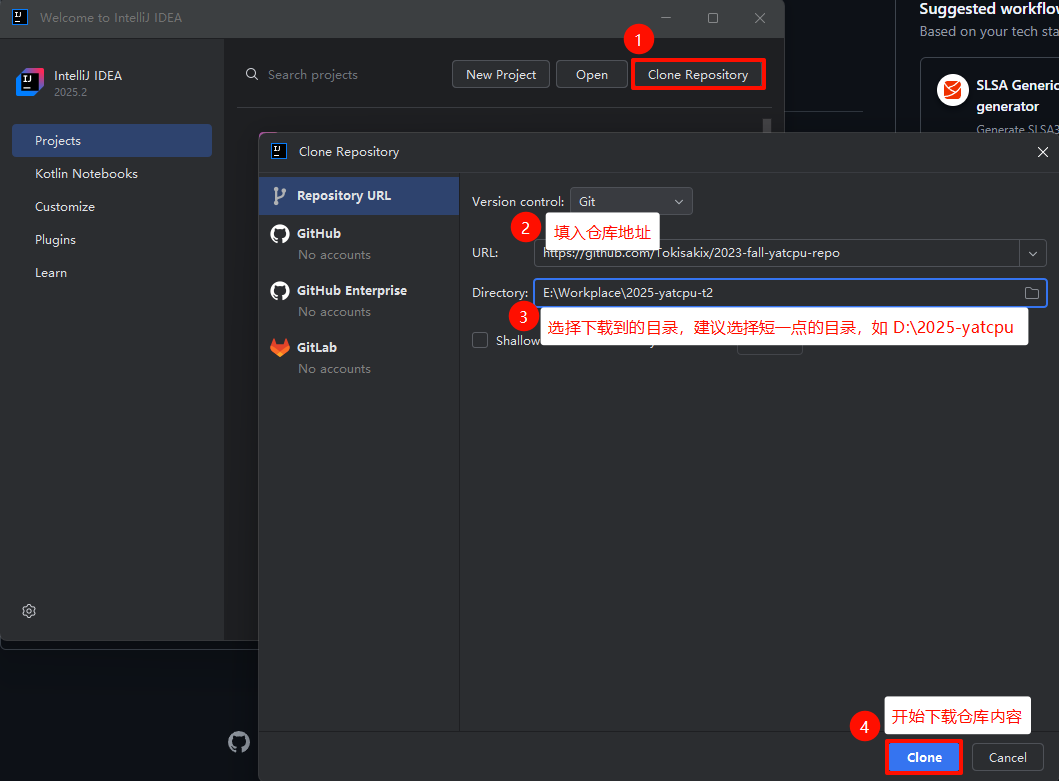 Welcome to IntelliJ IDEA
Suggested workflow
Based on your tech sta
SLSA Generic
generator
Generate SLSA3
IntelliJ IDEA
2025.2
Search projects
New Project
Open
1
Clone Repository
Projects
Kotlin Notebooks
Customize
Plugins
Learn
Clone Repository
Repository URL
GitHub
No accounts
GitHub Enterprise
No accounts
GitLab
No accounts
Version control:
Git
2
填入仓库地址
URL:
https://github.com/Tokisakix/2023-fall-yatcpu-repo
Directory:
E:\Workplace\2025-yatcpu-t2
3
选择下载到的目录，建议选择短一点的目录，如 D:\2025-yatcpu
Shallow
4
开始下载仓库内容
Clone
Cancel